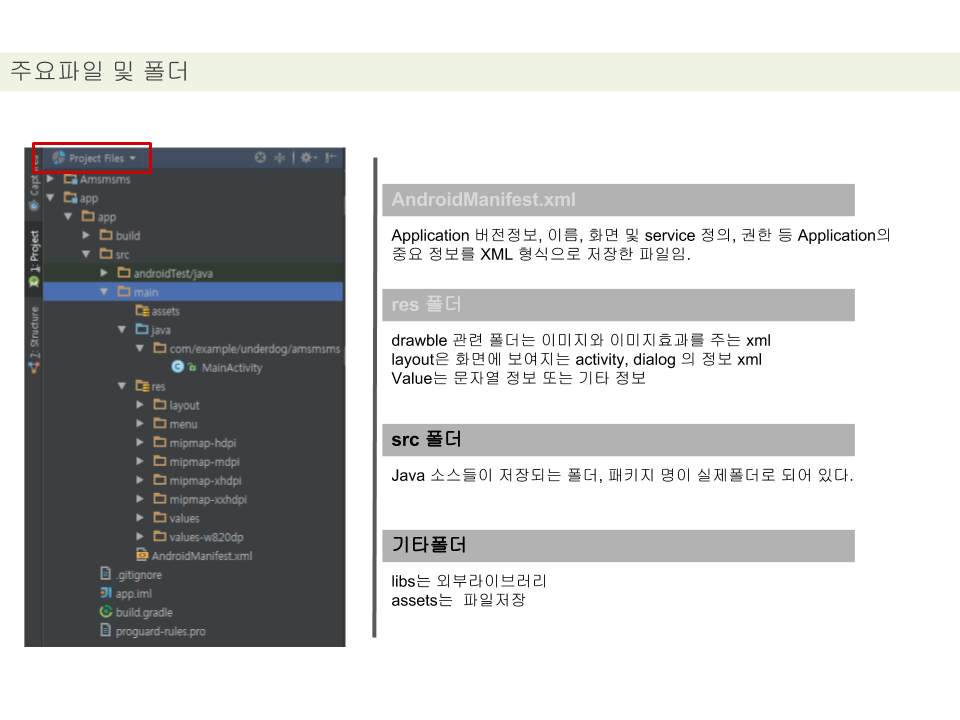 주요파일 및 폴더
Project Files
Captures
1: Project
7: Structure
Amsmsms
app
app
build
src
androidTest/java
main
assets
java
com/example/underdog/amsmsms
MainActivity
res
layout
menu
mipmap-hdpi
mipmap-mdpi
mipmap-xhdpi
mipmap-xxhdpi
values
values-w820dp
AndroidManifest.xml
.gitignore
app.iml
build.gradle
proguard-rules.pro
AndroidManifest.xml
Application 버전정보, 이름, 화면 및 service 정의, 권한 등 Application의
중요 정보를 XML 형식으로 저장한 파일임.
res 폴더
drawble 관련 폴더는 이미지와 이미지효과를 주는 xml
layout은 화면에 보여지는 activity, dialog 의 정보 xml
Value는 문자열 정보 또는 기타 정보
src 폴더
Java 소스들이 저장되는 폴더, 패키지 명이 실제폴더로 되어 있다.
기타폴더
libs는 외부라이브러리
assets는 파일저장